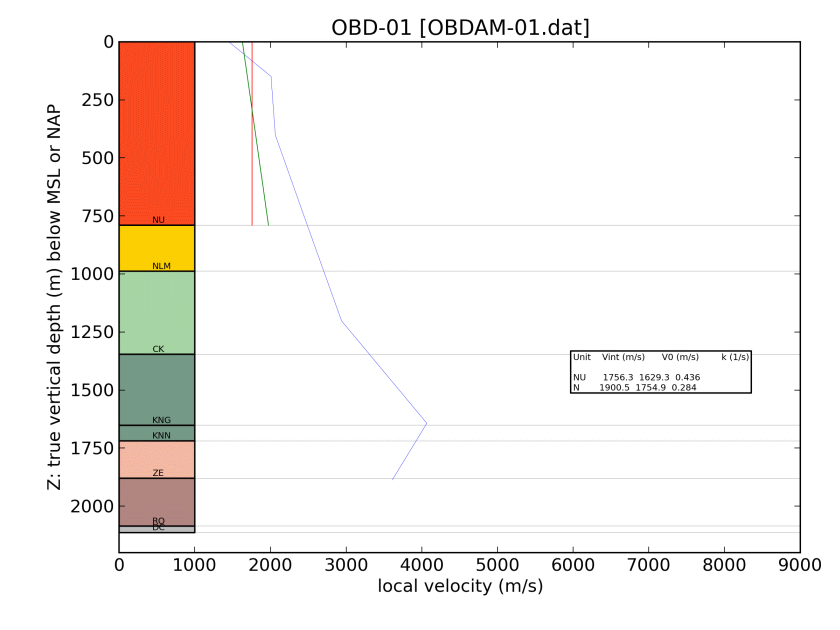 OBD-01 [OBDAM-01.dat]
Z: true vertical depth (m) below MSL or NAP
0
250
500
750
1000
1250
1500
1750
2000
NU
NLM
CK
KNG
KNN
ZE
RO
DC
Unit Vint (m/s) V0 (m/s) k (1/s)
NU 1756.3 1629.3 0.436
N 1900.5 1754.9 0.284
0 1000 2000 3000 4000 5000 6000 7000 8000 9000
local velocity (m/s)